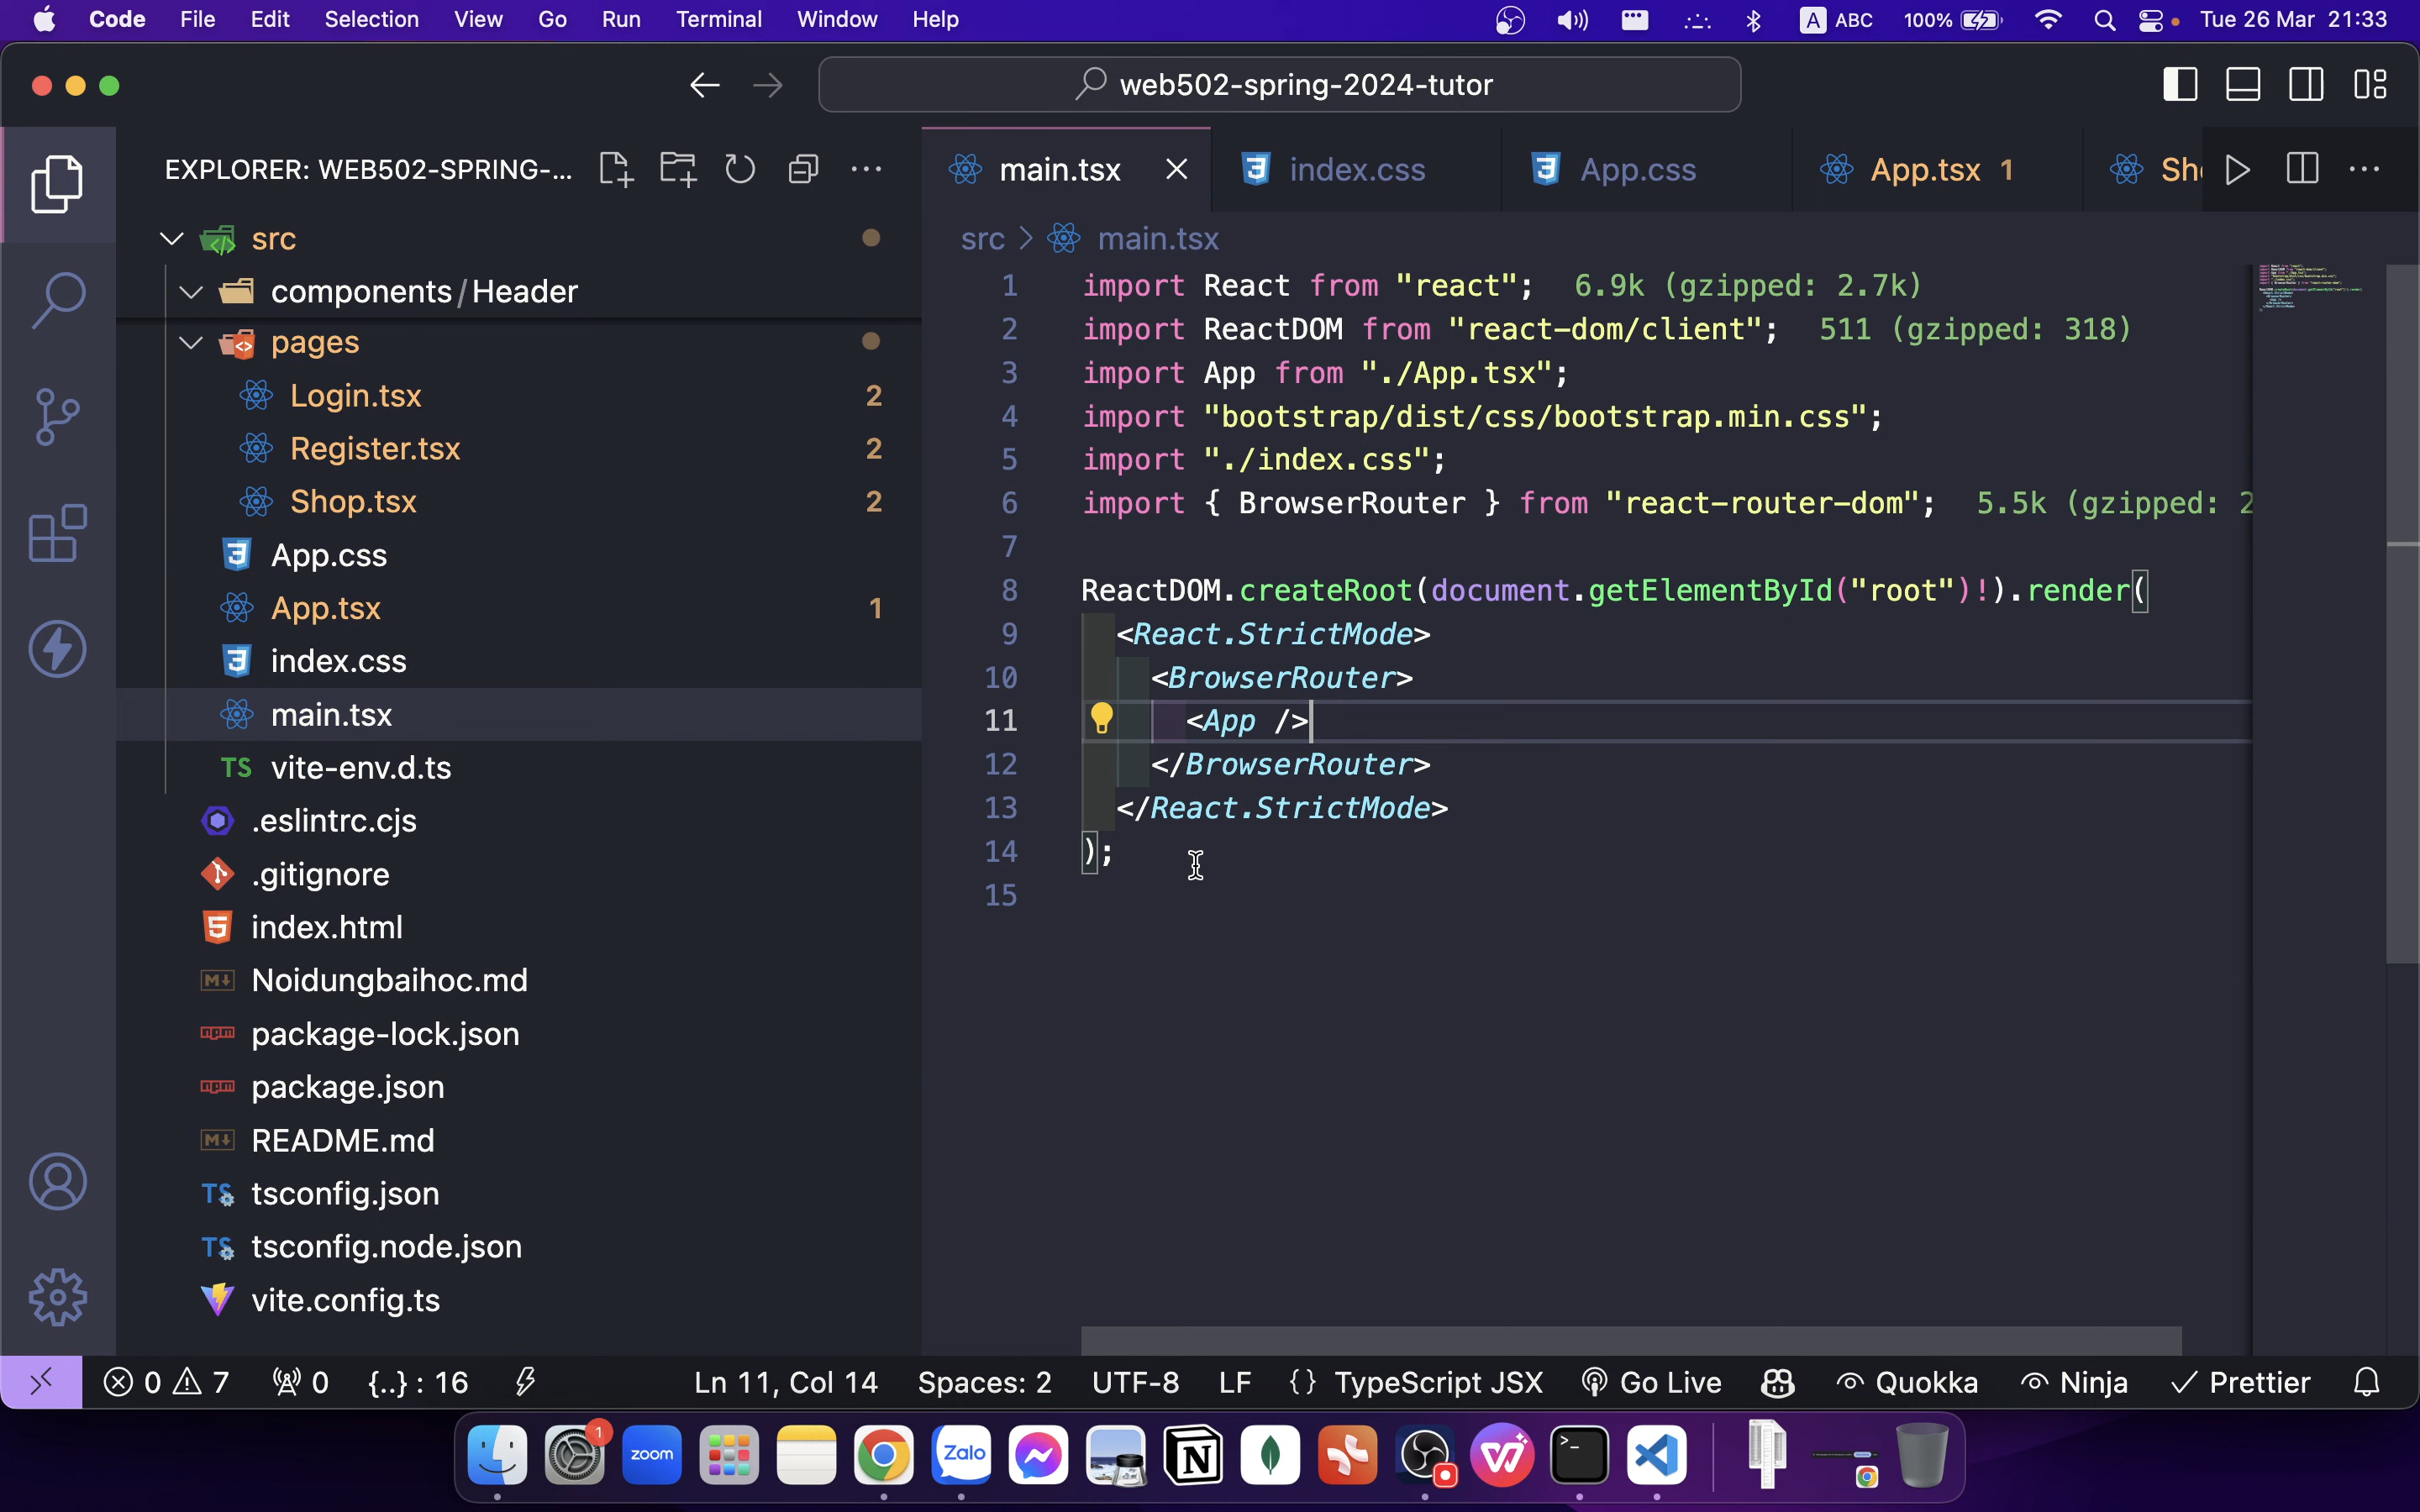 Code File Edit Selection View Go Run Terminal Window Help A ABC 100% Tue 26 Mar 21:33
web502-spring-2024-tutor
EXPLORER: WEB502-SPRING-...
main.tsx index.css App.css App.tsx 1
src
components/Header
pages
Login.tsx 2
Register.tsx 2
Shop.tsx 2
App.css
App.tsx 1
index.css
main.tsx
TS vite-env.d.ts
.eslintrc.cjs
.gitignore
index.html
Noidungbaihoc.md
package-lock.json
package.json
README.md
TS tsconfig.json
TS tsconfig.node.json
vite.config.ts
src > main.tsx
1 import React from "react"; 6.9k (gzipped: 2.7k)
2 import ReactDOM from "react-dom/client"; 511 (gzipped: 318)
3 import App from "./App.tsx";
4 import "bootstrap/dist/css/bootstrap.min.css";
5 import "./index.css";
6 import { BrowserRouter } from "react-router-dom"; 5.5k (gzipped: 2
7
8 ReactDOM.createRoot(document.getElementById("root")!).render(
9 <React.StrictMode>
10 <BrowserRouter>
11 <App />
12 </BrowserRouter>
13 </React.StrictMode>
14 );
15
0 7 0 {..} : 16 Ln 11, Col 14 Spaces: 2 UTF-8 LF {} TypeScript JSX Go Live Quokka Ninja Prettier
1 zoom Zalo